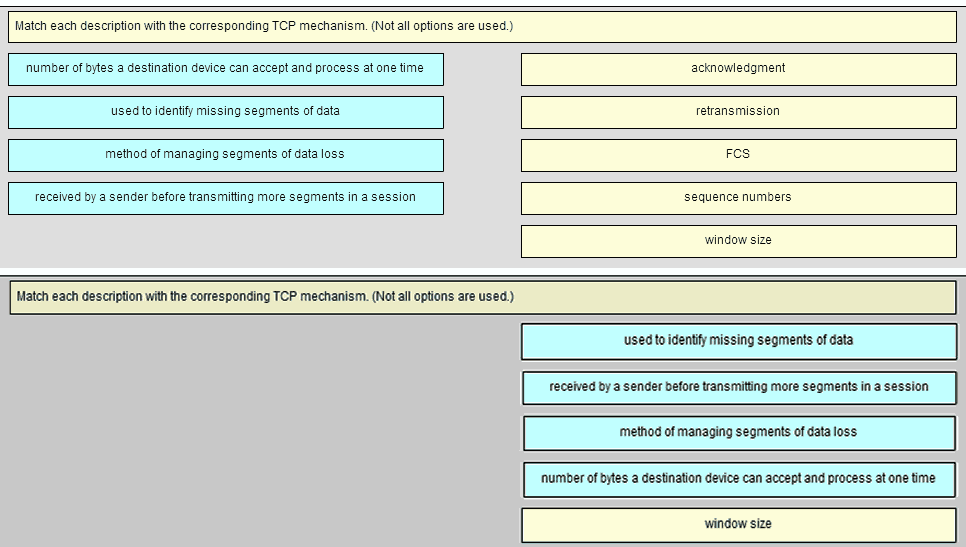 Match each description with the corresponding TCP mechanism. (Not all options are used.)
number of bytes a destination device can accept and process at one time
acknowledgment
used to identify missing segments of data
retransmission
method of managing segments of data loss
FCS
received by a sender before transmitting more segments in a session
sequence numbers
window size
Match each description with the corresponding TCP mechanism. (Not all options are used.)
used to identify missing segments of data
received by a sender before transmitting more segments in a session
method of managing segments of data loss
number of bytes a destination device can accept and process at one time
window size